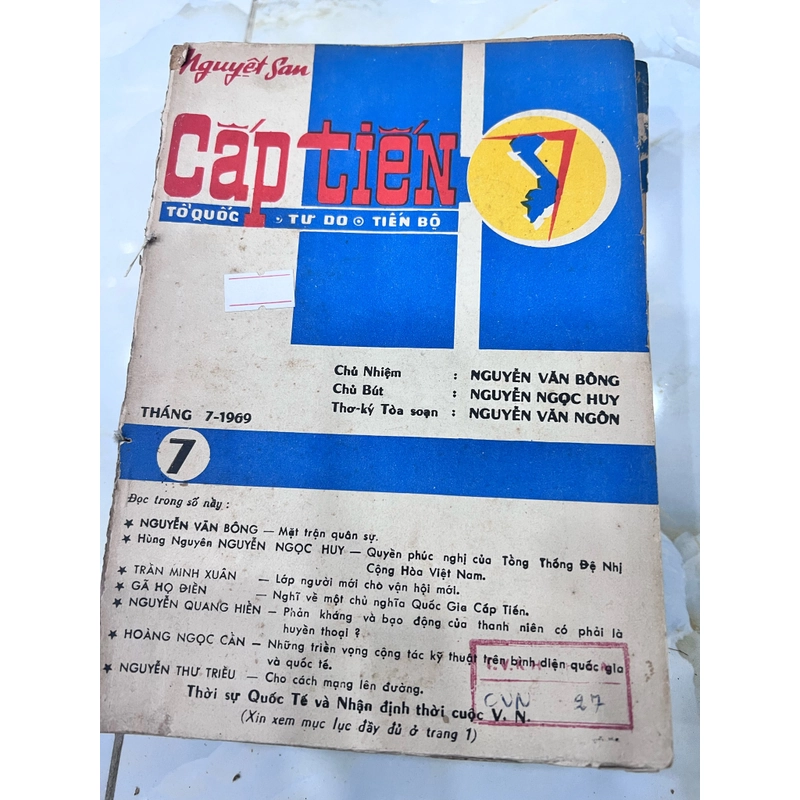 Nguyệt San
Cấp tiến
TỔ QUỐC , TỰ DO ⊙ TIẾN BỘ
Chủ Nhiệm : NGUYỄN VĂN BÔNG
Chủ Bút : NGUYỄN NGỌC HUY
Thơ-ký Tòa soạn : NGUYỄN VĂN NGÔN
THÁNG 7-1969
7
Đọc trong số nầy :
★ NGUYỄN VĂN BÔNG — Mặt trận quân sự.
★ Hùng Nguyên NGUYỄN NGỌC HUY — Quyền phúc nghị của Tổng Thống Đệ Nhị
Cộng Hòa Việt Nam.
★ TRẦN MINH XUÂN — Lớp người mới cho vận hội mới.
★ GÃ HỌ ĐIỀN — Nghĩ về một chủ nghĩa Quốc Gia Cấp Tiến.
★ NGUYỄN QUANG HIỀN — Phản kháng và bạo động của thanh niên có phải là
huyền thoại ?
★ HOÀNG NGỌC CẦN — Những triển vọng cộng tác kỹ thuật trên bình diện quốc gia
và quốc tế.
★ NGUYỄN THƯ TRIỀU — Cho cách mạng lên đường.
Thời sự Quốc Tế và Nhận định thời cuộc V. N.
(Xin xem mục lục đầy đủ ở trang 1)
CVN 27